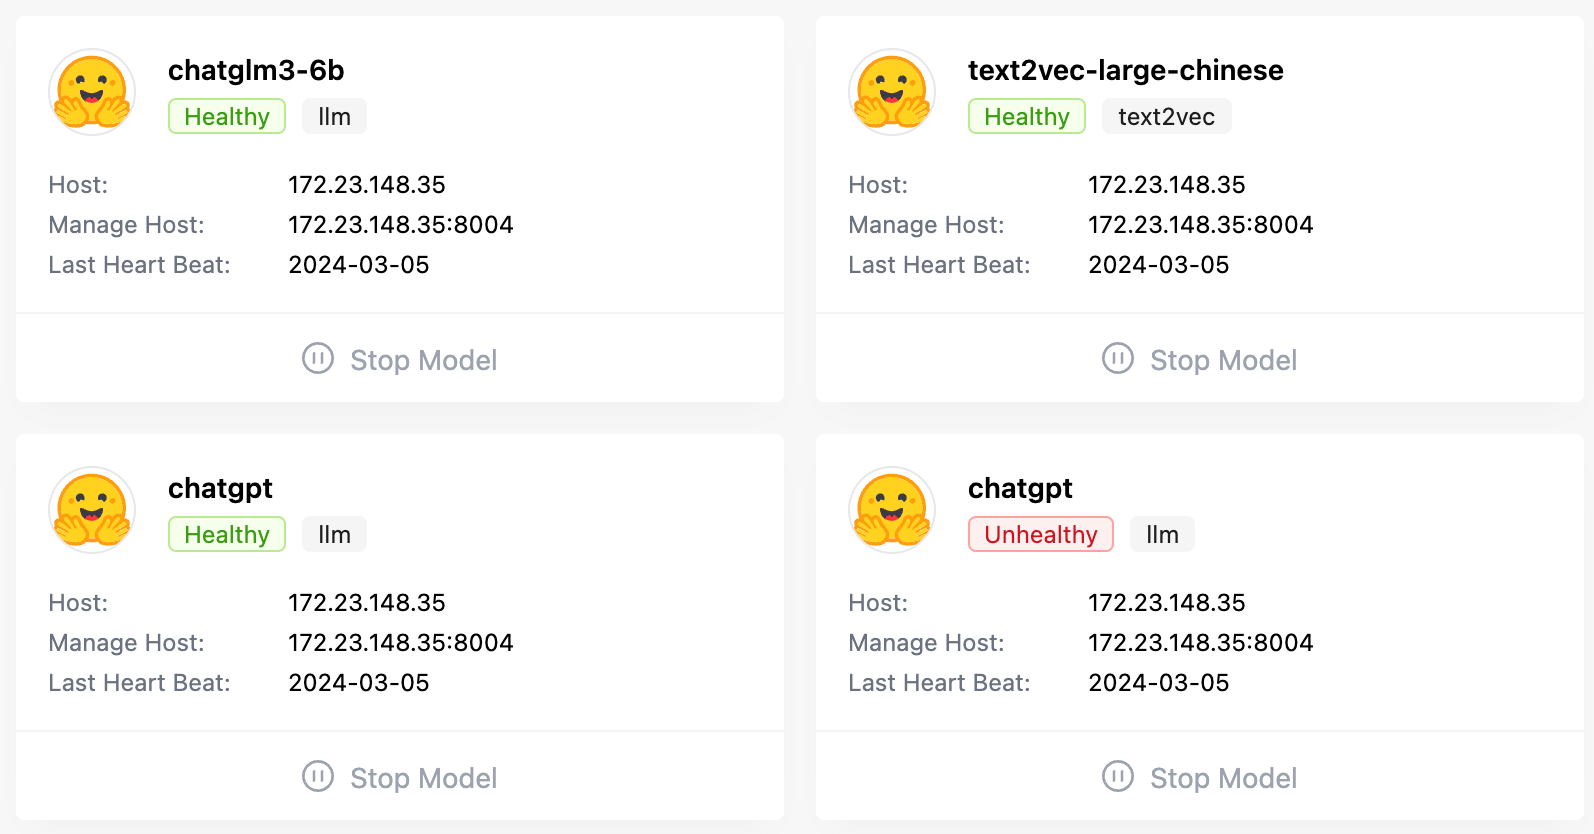 chatglm3-6b
Healthy llm
Host: 172.23.148.35
Manage Host: 172.23.148.35:8004
Last Heart Beat: 2024-03-05
Stop Model
text2vec-large-chinese
Healthy text2vec
Host: 172.23.148.35
Manage Host: 172.23.148.35:8004
Last Heart Beat: 2024-03-05
Stop Model
chatgpt
Healthy llm
Host: 172.23.148.35
Manage Host: 172.23.148.35:8004
Last Heart Beat: 2024-03-05
Stop Model
chatgpt
Unhealthy llm
Host: 172.23.148.35
Manage Host: 172.23.148.35:8004
Last Heart Beat: 2024-03-05
Stop Model